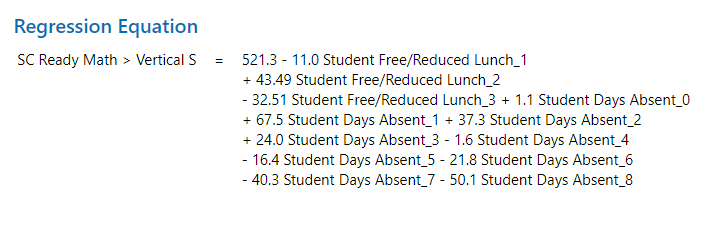 Regression Equation
SC Ready Math > Vertical S = 521.3 - 11.0 Student Free/Reduced Lunch_1
+ 43.49 Student Free/Reduced Lunch_2
- 32.51 Student Free/Reduced Lunch_3 + 1.1 Student Days Absent_0
+ 67.5 Student Days Absent_1 + 37.3 Student Days Absent_2
+ 24.0 Student Days Absent_3 - 1.6 Student Days Absent_4
- 16.4 Student Days Absent_5 - 21.8 Student Days Absent_6
- 40.3 Student Days Absent_7 - 50.1 Student Days Absent_8